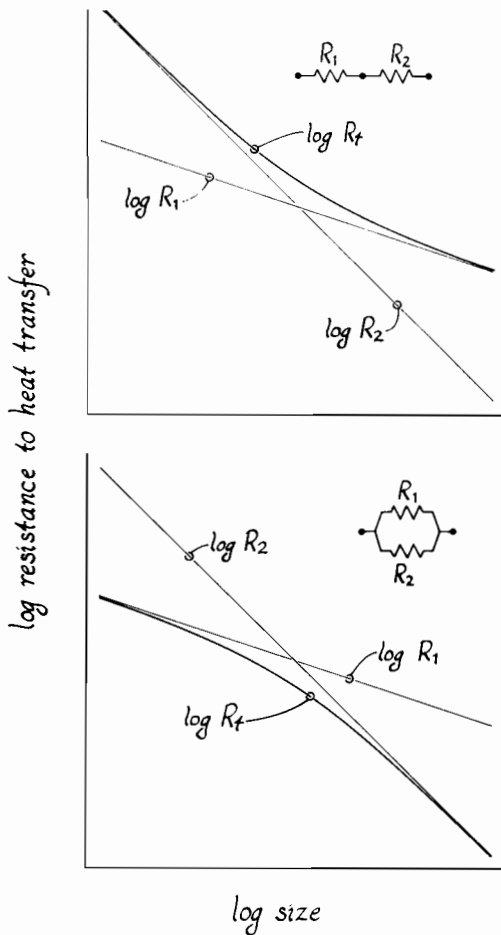 R₁ R₂
log Rt
log R₁
log R₂
log resistance to heat transfer
R₁
R₂
log R₂
log R₁
log Rt
log size